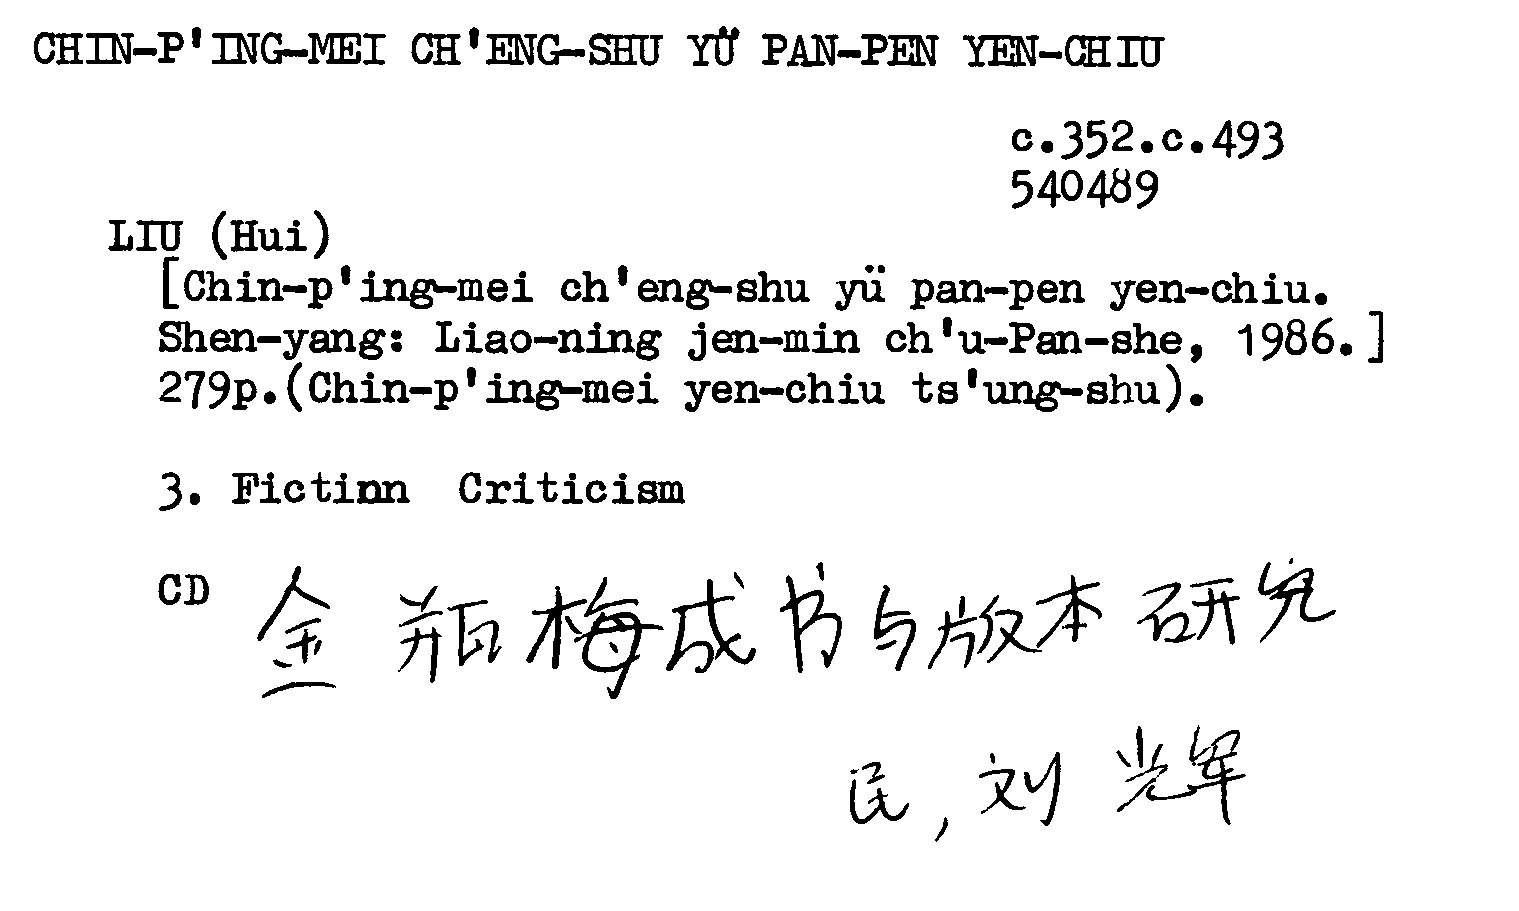 CHIN-P'ING-MEI CH'ENG-SHU YÜ PAN-PEN YEN-CHIU
c.352.c.493
540489
LIU (Hui)
[Chin-p'ing-mei ch'eng-shu yü pan-pen yen-chiu.
Shen-yang: Liao-ning jen-min ch'u-Pan-she, 1986.]
279p.(Chin-p'ing-mei yen-chiu ts'ung-shu).
3. Fictinn Criticism
CD 金瓶梅成书与版本研究
民, 刘辉